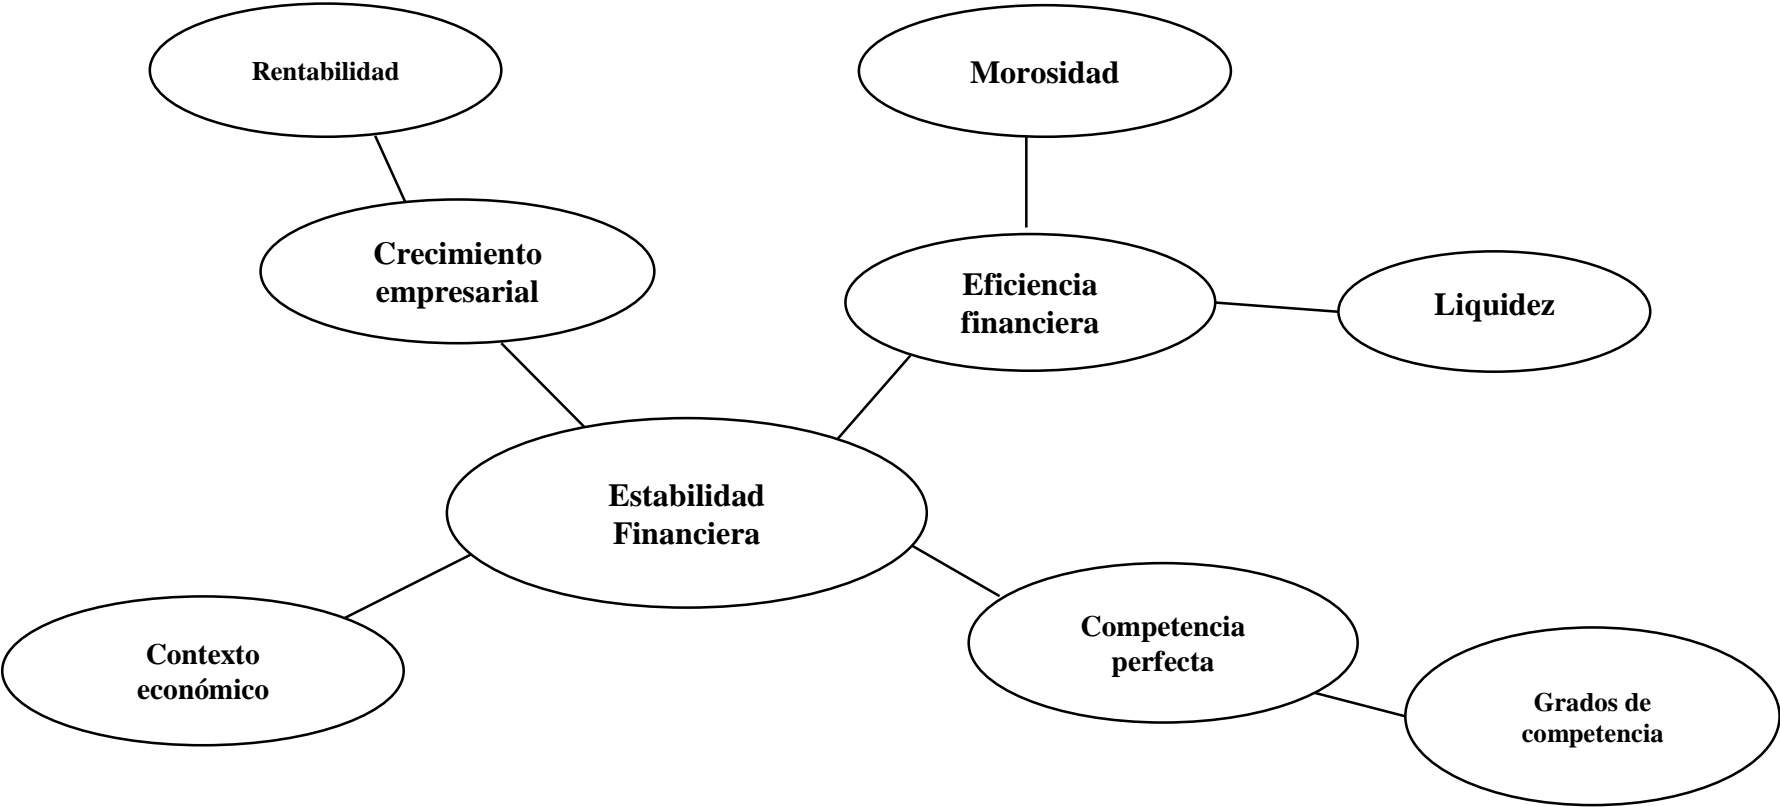 Rentabilidad
Morosidad
Crecimiento
empresarial
Eficiencia
financiera
Liquidez
Estabilidad
Financiera
Contexto
económico
Competencia
perfecta
Grados de
competencia